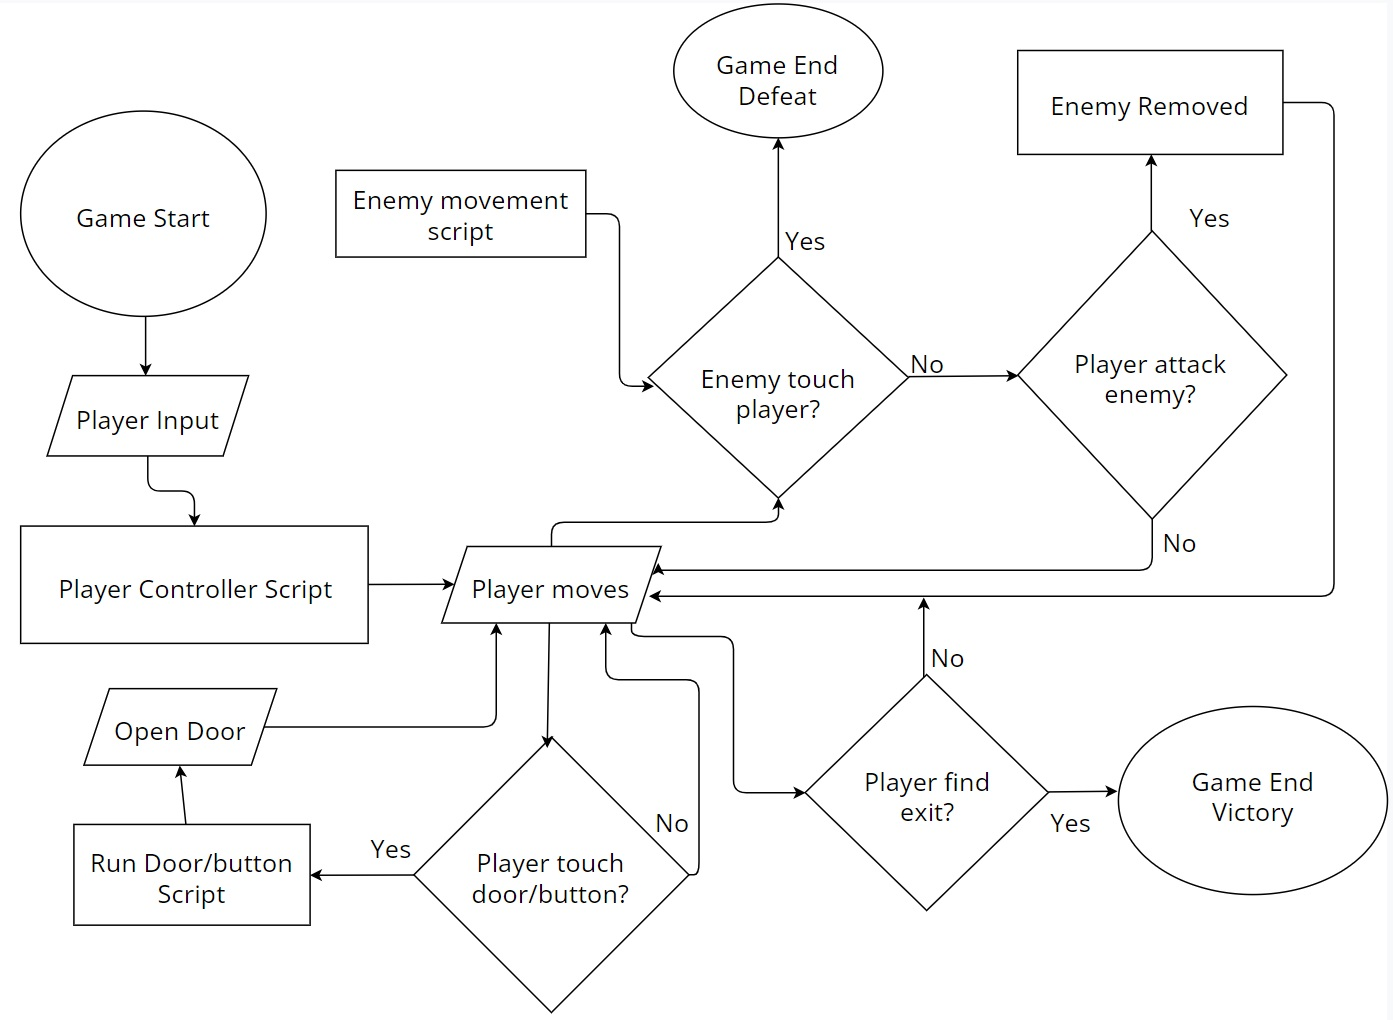 Game End
Defeat
Enemy Removed
Game Start
Enemy movement
script
Yes
Yes
Enemy touch
player?
No
Player attack
enemy?
Player Input
No
Player Controller Script
Player moves
No
Open Door
Player find
exit?
Yes
Game End
Victory
No
Yes
Run Door/button
Script
Player touch
door/button?